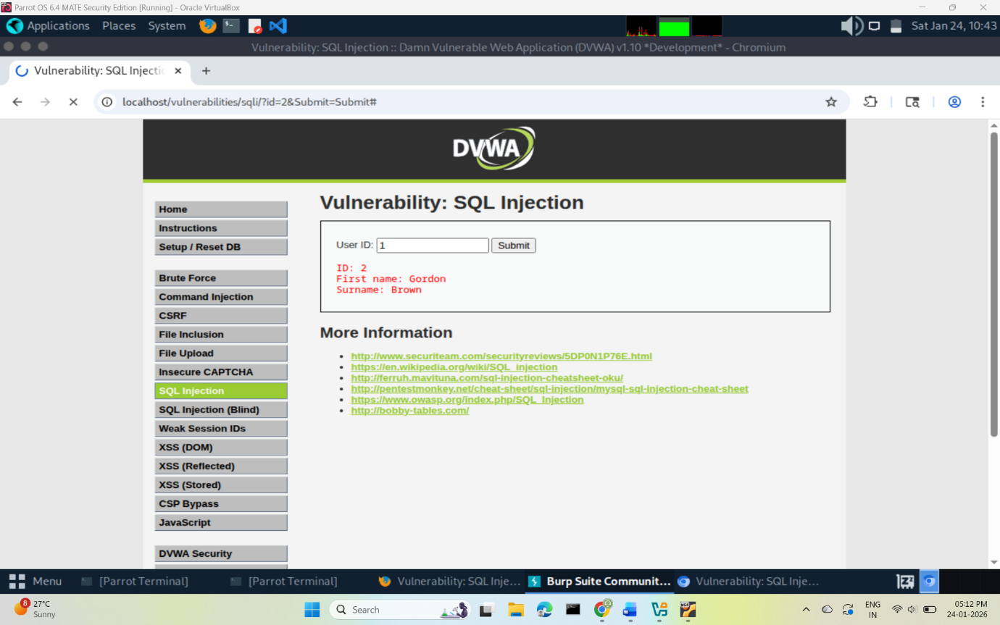 Parrot OS 6.4 MATE Security Edition [Running] - Oracle VirtualBox
Applications Places System Sat Jan 24, 10:43
Vulnerability: SQL Injection :: Damn Vulnerable Web Application (DVWA) v1.10 *Development* - Chromium
Vulnerability: SQL Injectic
localhost/vulnerabilities/sqli/?id=2&Submit=Submit#
DVWA
Home
Instructions
Setup / Reset DB
Brute Force
Command Injection
CSRF
File Inclusion
File Upload
Insecure CAPTCHA
SQL Injection
SQL Injection (Blind)
Weak Session IDs
XSS (DOM)
XSS (Reflected)
XSS (Stored)
CSP Bypass
JavaScript
DVWA Security
Vulnerability: SQL Injection
User ID: 1 Submit
ID: 2
First name: Gordon
Surname: Brown
More Information
http://www.securiteam.com/securityreviews/5DP0N1P76E.html
https://en.wikipedia.org/wiki/SQL_injection
http://ferruh.mavituna.com/sql-injection-cheatsheet-oku/
http://pentestmonkey.net/cheat-sheet/sql-injection/mysql-sql-injection-cheat-sheet
https://www.owasp.org/index.php/SQL_Injection
http://bobby-tables.com/
Menu [Parrot Terminal] [Parrot Terminal] Vulnerability: SQL Inje... Burp Suite Communit... Vulnerability: SQL Inje...
8 27°C
Sunny
Search
ENG
IN
05:12 PM
24-01-2026